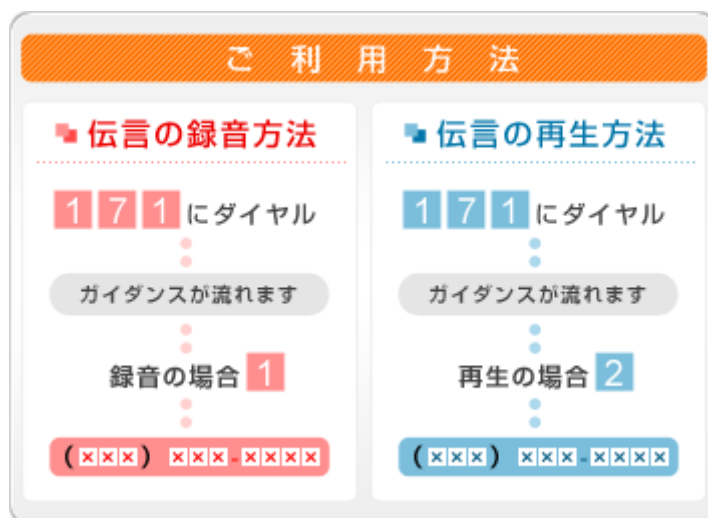 ご利用方法
伝言の録音方法
171にダイヤル
ガイダンスが流れます
録音の場合1
(×××) ×××-××××
伝言の再生方法
171にダイヤル
ガイダンスが流れます
再生の場合2
(×××) ×××-××××